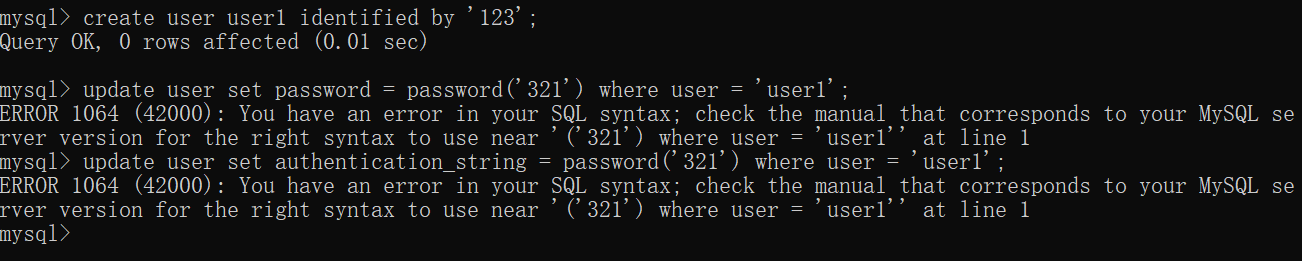 mysql> create user user1 identified by '123';
Query OK, 0 rows affected (0.01 sec)
mysql> update user set password = password('321') where user = 'user1';
ERROR 1064 (42000): You have an error in your SQL syntax; check the manual that corresponds to your MySQL se
rver version for the right syntax to use near '('321') where user = 'user1'' at line 1
mysql> update user set authentication_string = password('321') where user = 'user1';
ERROR 1064 (42000): You have an error in your SQL syntax; check the manual that corresponds to your MySQL se
rver version for the right syntax to use near '('321') where user = 'user1'' at line 1
mysql>